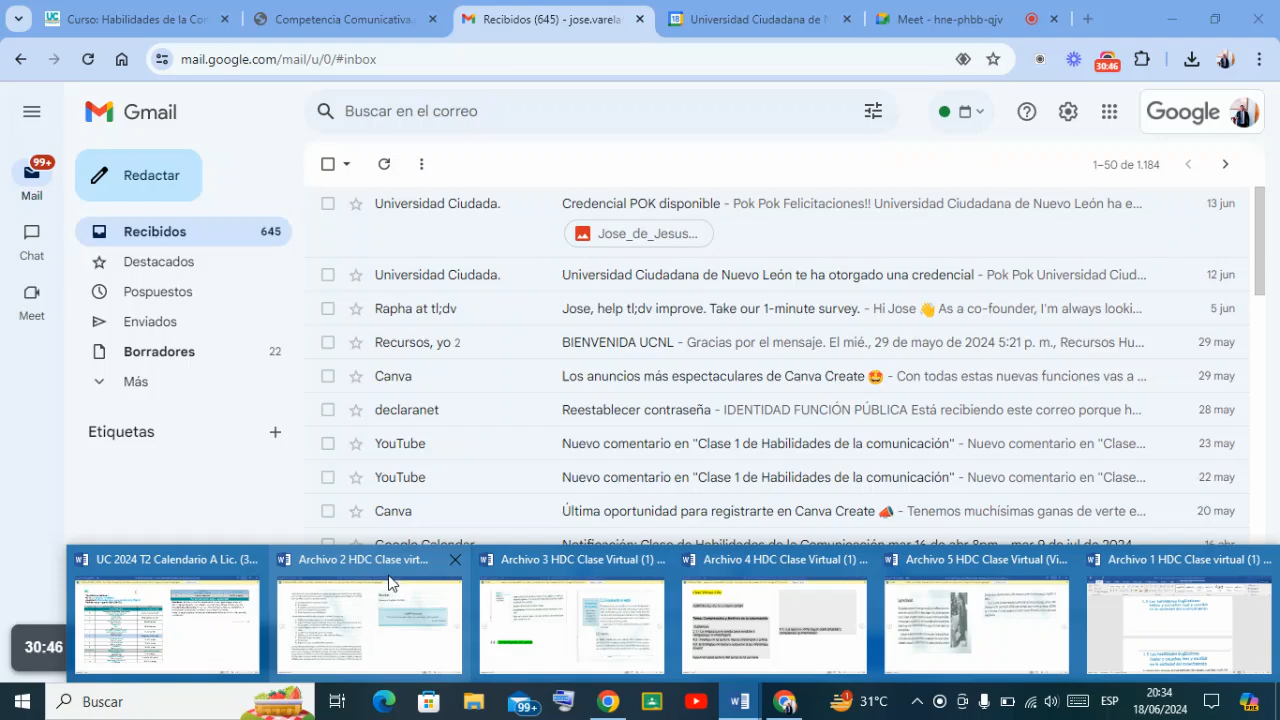 Curso: Habilidades de la Co
Competencia Comunicativa
Recibidos (645) - jose.varela
Universidad Ciudadana de
Meet - hne-phbb-qjv
mail.google.com/mail/u/0/#inbox
30:46
Gmail
Buscar en el correo
Google
99+
Mail
Redactar
1–50 de 1.184
Recibidos 645
Universidad Ciudada. Credencial POK disponible - Pok Pok Felicitaciones!! Universidad Ciudadana de Nuevo León ha e... 13 jun
Jose_de_Jesus...
Chat
Destacados
Universidad Ciudada. Universidad Ciudadana de Nuevo León te ha otorgado una credencial - Pok Pok Universidad Ciud... 12 jun
Pospuestos
Meet
Rapha at tl;dv Jose, help tl;dv improve. Take our 1-minute survey. - Hi Jose 👋 As a co-founder, I'm always looki... 5 jun
Enviados
Recursos, yo 2 BIENVENIDA UCNL - Gracias por el mensaje. El mié., 29 de mayo de 2024 5:21 p. m., Recursos Hu... 29 may
Borradores 22
Canva Los anuncios más espectaculares de Canva Create 🤩 - Con todas estas nuevas funciones vas a ... 29 may
Más
declaranet Reestablecer contraseña - IDENTIDAD FUNCIÓN PÚBLICA Está recibiendo este correo porque h... 28 may
Etiquetas
YouTube Nuevo comentario en "Clase 1 de Habilidades de la comunicación" - Nuevo comentario en "Clase... 23 may
YouTube Nuevo comentario en "Clase 1 de Habilidades de la comunicación" - Nuevo comentario en "Clase... 22 may
Canva Última oportunidad para registrarte en Canva Create 📣 - Tenemos muchísimas ganas de verte e... 20 may
UC 2024 T2 Calendario A Lic. (3...
Archivo 2 HDC Clase virt...
Archivo 3 HDC Clase Virtual (1) ...
Archivo 4 HDC Clase Virtual (1) ...
Archivo 5 HDC Clase Virtual (Vi...
Archivo 1 HDC Clase Virtual (1) ...
30:46
Buscar
99+
31°C
ESP
20:34
18/06/2024